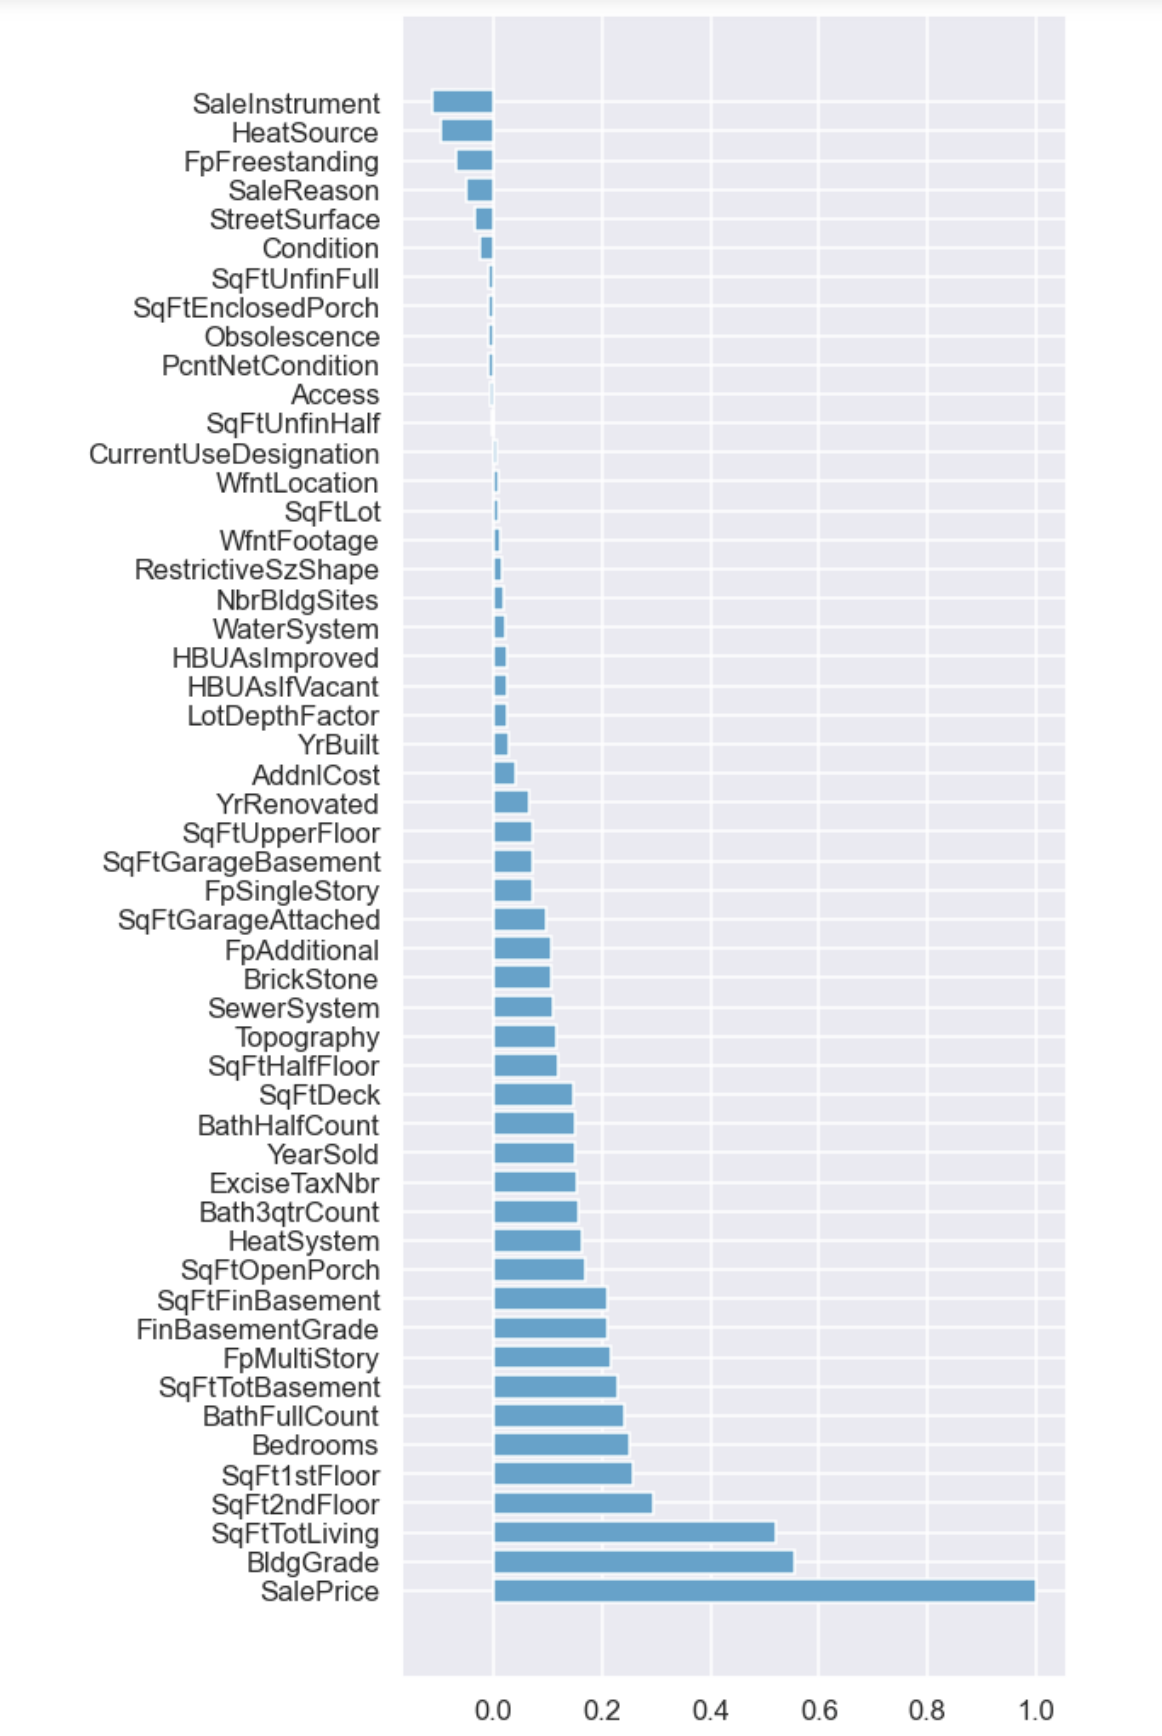 SaleInstrument
HeatSource
FpFreestanding
SaleReason
StreetSurface
Condition
SqFtUnfinFull
SqFtEnclosedPorch
Obsolescence
PcntNetCondition
Access
SqFtUnfinHalf
CurrentUseDesignation
WfntLocation
SqFtLot
WfntFootage
RestrictiveSzShape
NbrBldgSites
WaterSystem
HBUAsImproved
HBUAsIfVacant
LotDepthFactor
YrBuilt
AddnlCost
YrRenovated
SqFtUpperFloor
SqFtGarageBasement
FpSingleStory
SqFtGarageAttached
FpAdditional
BrickStone
SewerSystem
Topography
SqFtHalfFloor
SqFtDeck
BathHalfCount
YearSold
ExciseTaxNbr
Bath3qtrCount
HeatSystem
SqFtOpenPorch
SqFtFinBasement
FinBasementGrade
FpMultiStory
SqFtTotBasement
BathFullCount
Bedrooms
SqFt1stFloor
SqFt2ndFloor
SqFtTotLiving
BldgGrade
SalePrice
0.0 0.2 0.4 0.6 0.8 1.0